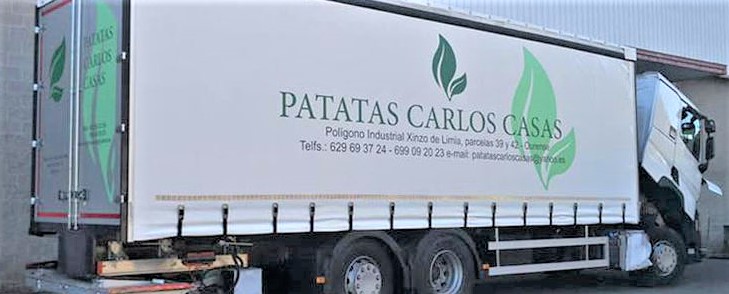 PATATAS
CARLOS
CASAS
PATATAS CARLOS CASAS
Polígono Industrial Xinzo de Limia, parcelas 39 y 42 - Ourense
Telfs.: 629 69 37 24 - 699 09 20 23 e-mail: patatascarloscasas@yahoo.es